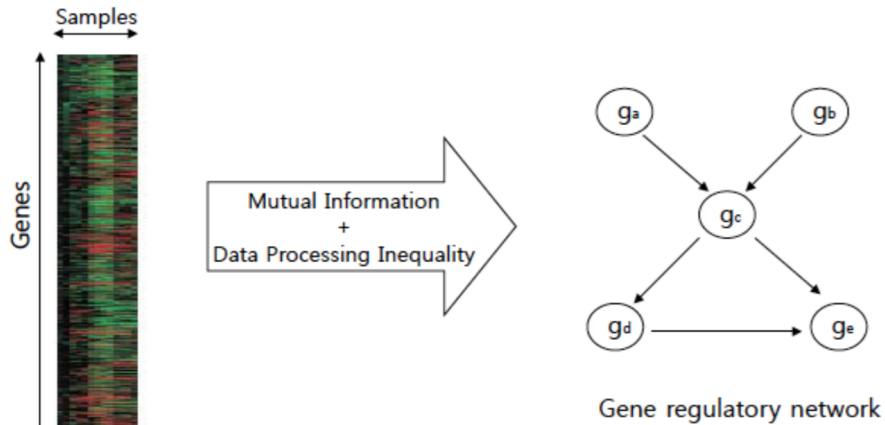 Samples
Genes
Mutual Information
+
Data Processing Inequality
ga
gb
gc
gd
ge
Gene regulatory network